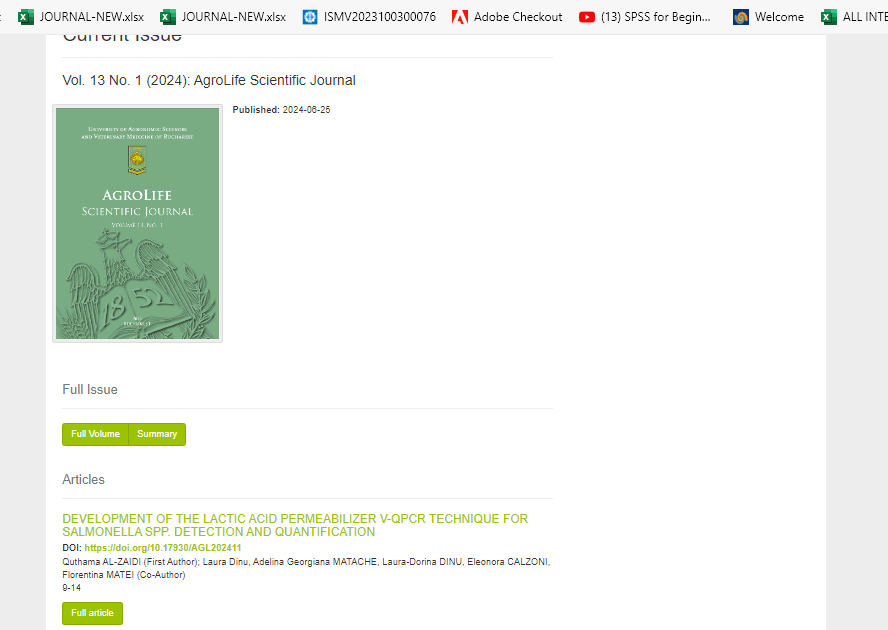 JOURNAL-NEW.xlsx JOURNAL-NEW.xlsx ISMV2023100300076 Adobe Checkout (13) SPSS for Begin... Welcome ALL INTE
Current Issue
Vol. 13 No. 1 (2024): AgroLife Scientific Journal
Published: 2024-06-25
University of Agronomic Sciences
and Veterinary Medicine of Bucharest
AgroLife
Scientific Journal
Volume 13, No. 1
1852
Bucharest
Full Issue
Full Volume Summary
Articles
DEVELOPMENT OF THE LACTIC ACID PERMEABILIZER V-QPCR TECHNIQUE FOR
SALMONELLA SPP. DETECTION AND QUANTIFICATION
DOI: https://doi.org/10.17930/AGL202411
Quthama AL-ZAIDI (First Author); Laura Dinu, Adelina Georgiana MATACHE, Laura-Dorina DINU, Eleonora CALZONI,
Florentina MATEI (Co-Author)
9-14
Full article